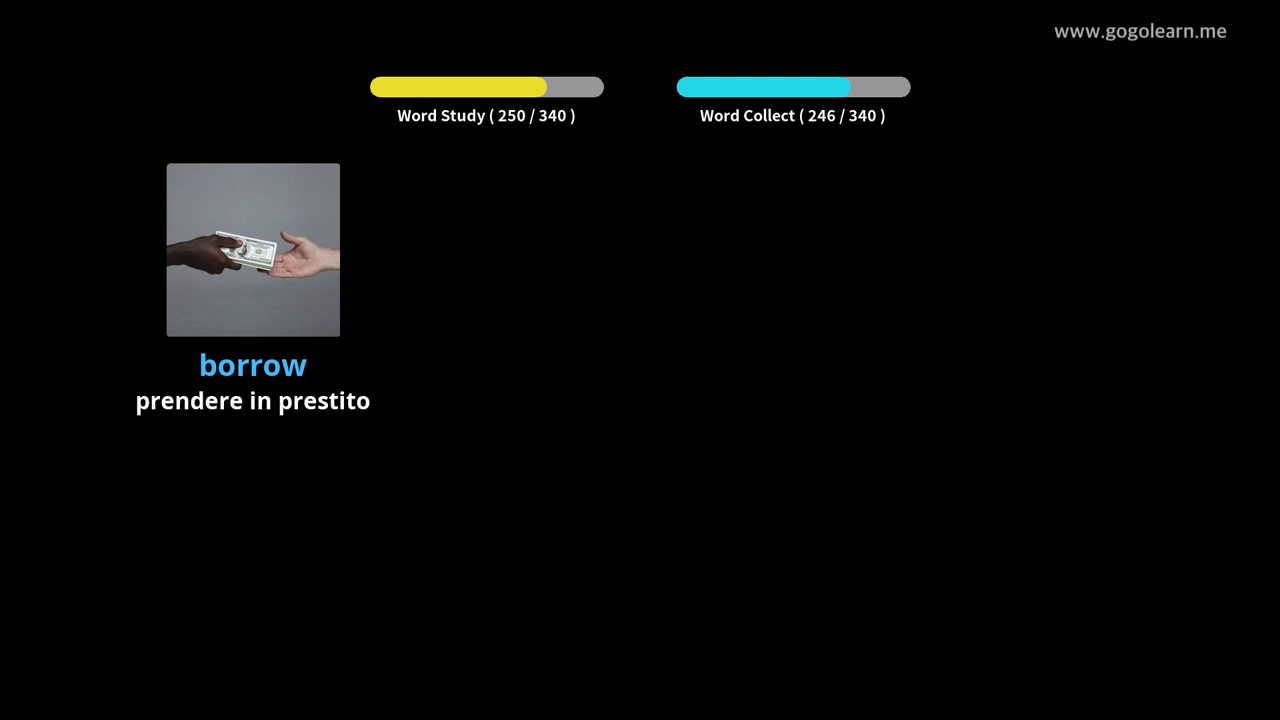 www.gogolearn.me
Word Study ( 250 / 340 )
Word Collect ( 246 / 340 )
borrow
prendere in prestito